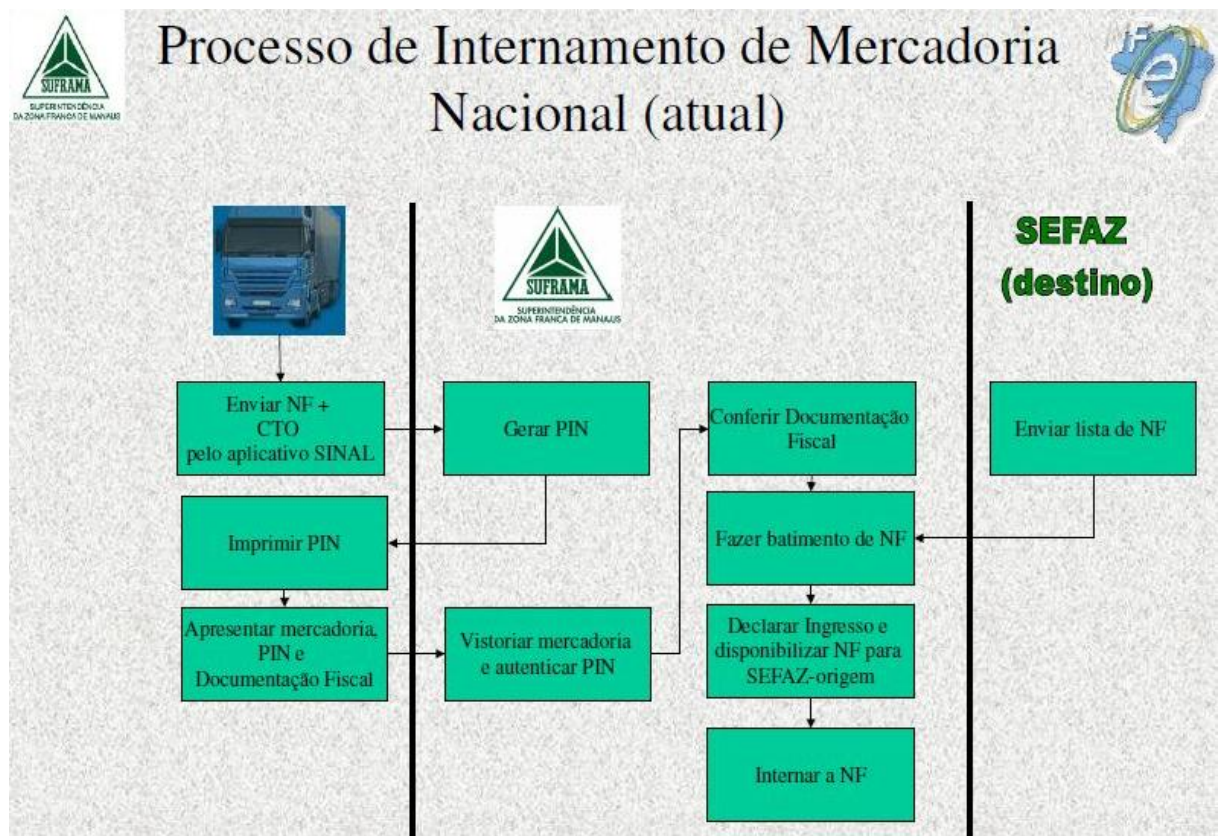 SUFRAMA
SUPERINTENDÊNCIA
DA ZONA FRANCA DE MANAUS
Processo de Internamento de Mercadoria
Nacional (atual)
NF
e
SUFRAMA
SUPERINTENDÊNCIA
DA ZONA FRANCA DE MANAUS
SEFAZ
(destino)
Enviar NF +
CTO
pelo aplicativo SINAL
Gerar PIN
Conferir Documentação
Fiscal
Enviar lista de NF
Imprimir PIN
Fazer batimento de NF
Apresentar mercadoria,
PIN e
Documentação Fiscal
Vistoriar mercadoria
e autenticar PIN
Declarar Ingresso e
disponibilizar NF para
SEFAZ-origem
Internar a NF